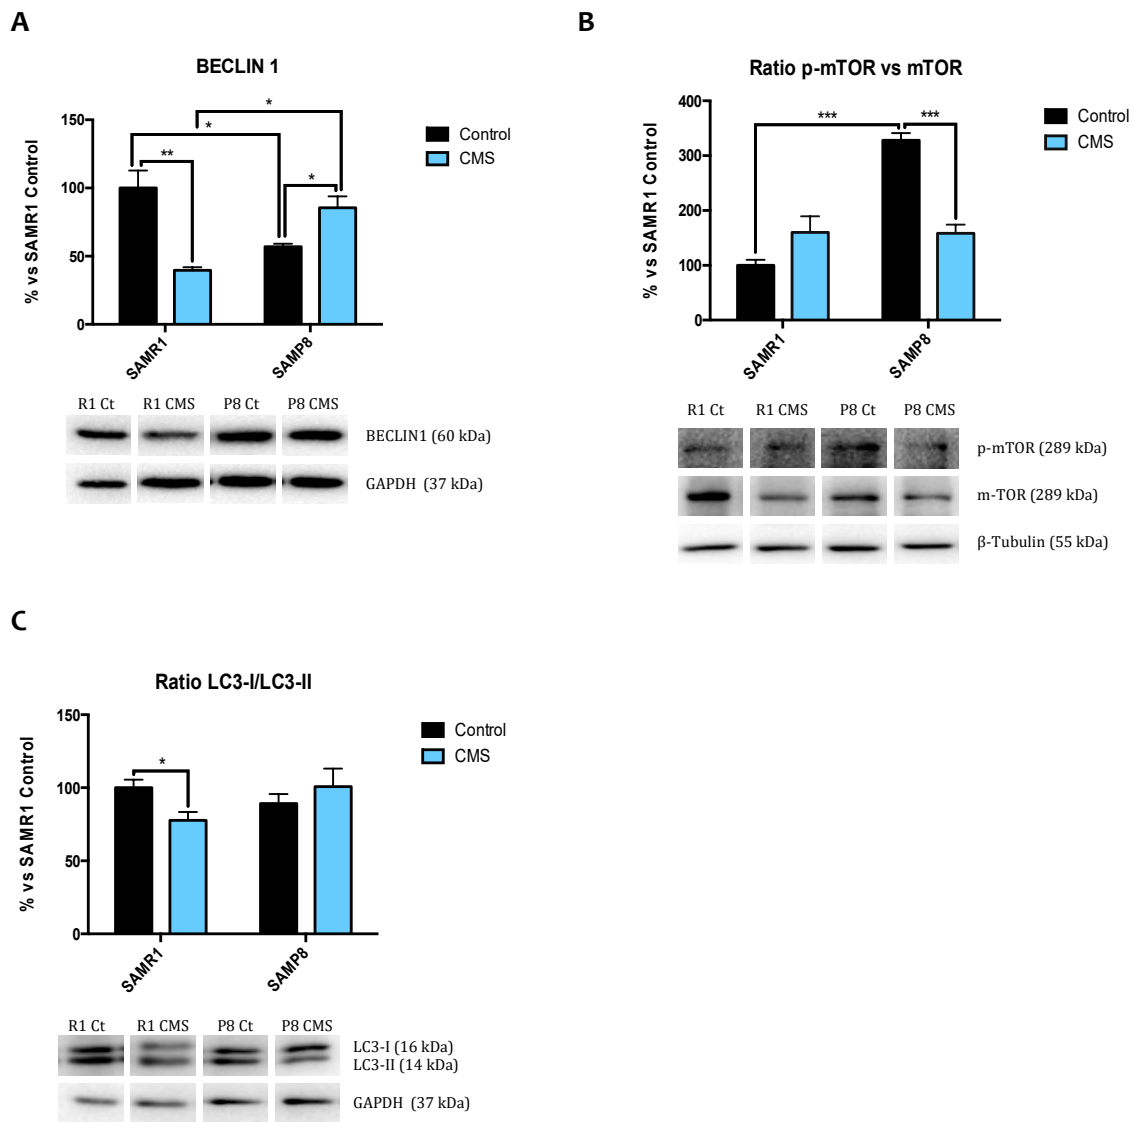 A
BECLIN 1
% vs SAMR1 Control
150
100
50
0
*
*
**
*
Control
CMS
SAMR1
SAMP8
R1 Ct R1 CMS P8 Ct P8 CMS
BECLIN1 (60 kDa)
GAPDH (37 kDa)
B
Ratio p-mTOR vs mTOR
% vs SAMR1 Control
400
300
200
100
0
***
***
Control
CMS
SAMR1
SAMP8
R1 Ct R1 CMS P8 Ct P8 CMS
p-mTOR (289 kDa)
m-TOR (289 kDa)
β-Tubulin (55 kDa)
C
Ratio LC3-I/LC3-II
% vs SAMR1 Control
150
100
50
0
*
Control
CMS
SAMR1
SAMP8
R1 Ct R1 CMS P8 Ct P8 CMS
LC3-I (16 kDa)
LC3-II (14 kDa)
GAPDH (37 kDa)